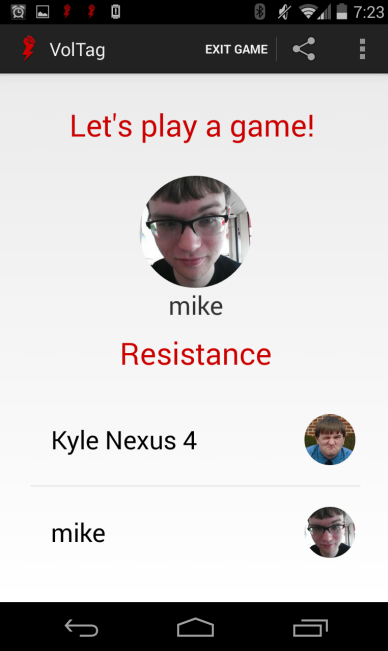 7:23
VolTag EXIT GAME
Let's play a game!
mike
Resistance
Kyle Nexus 4
mike